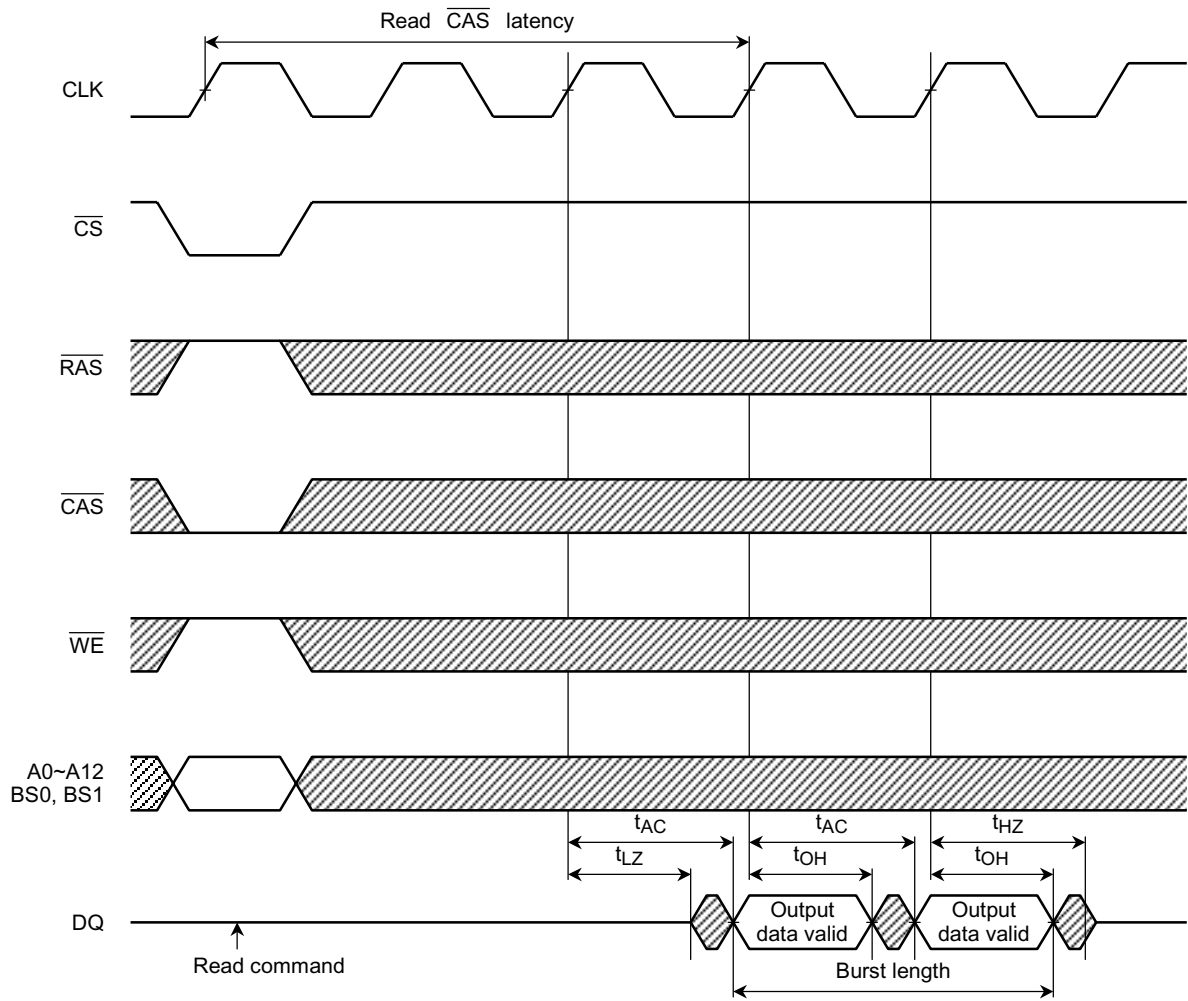 Read CAS latency
CLK
CS
RAS
CAS
WE
A0~A12
BS0, BS1
tAC
tAC
tHZ
tLZ
tOH
tOH
DQ
Output
data valid
Output
data valid
Read command
Burst length